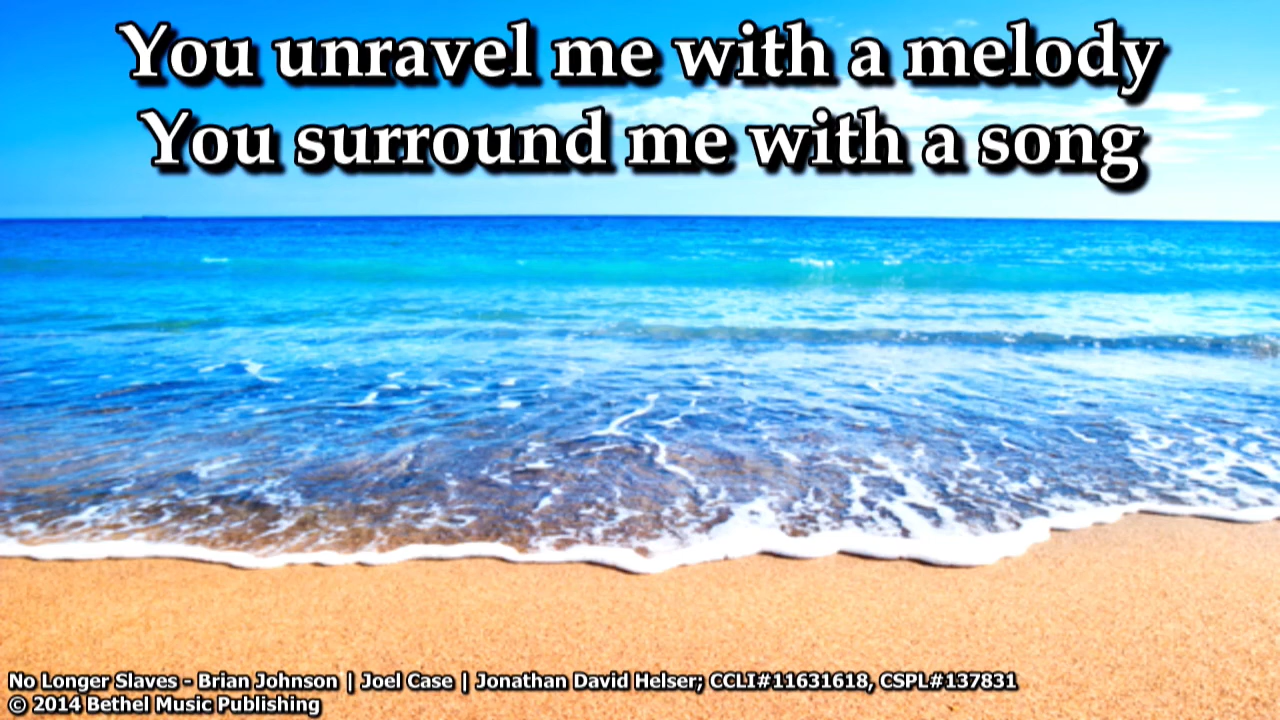 You unravel me with a melody
You surround me with a song
No Longer Slaves - Brian Johnson | Joel Case | Jonathan David Helser; CCLI#11631618, CSPL#137831
© 2014 Bethel Music Publishing